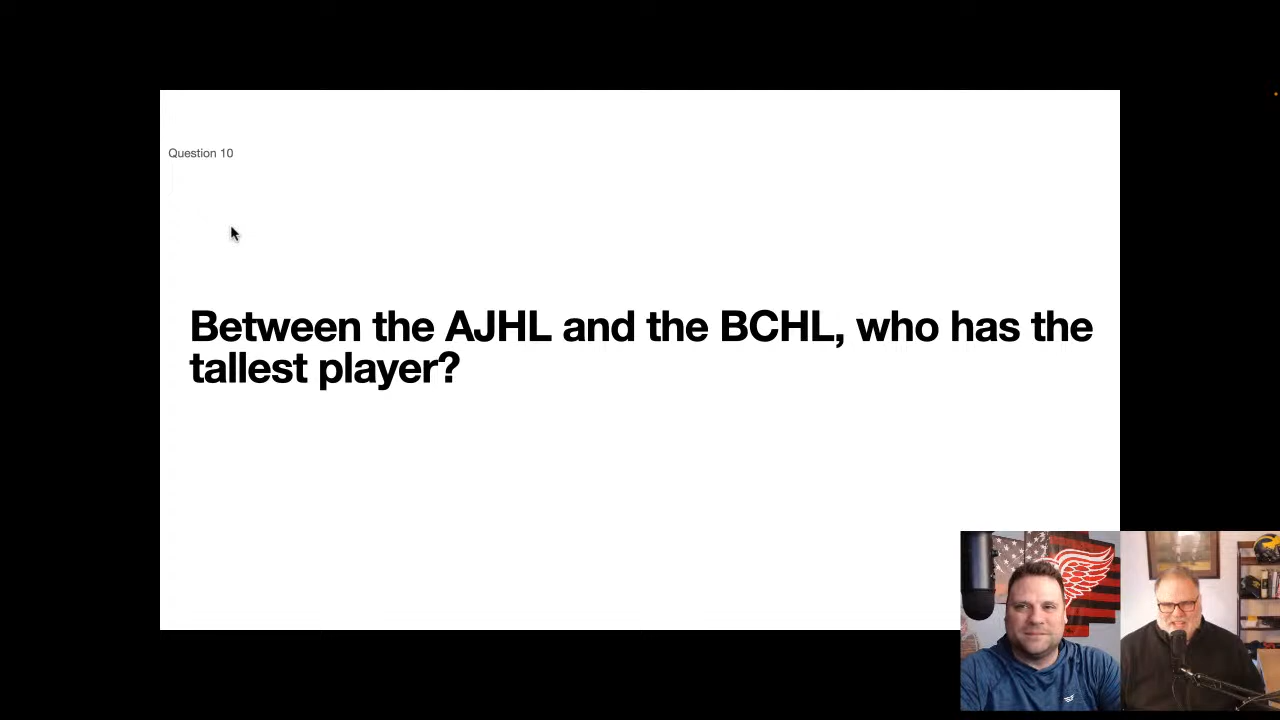 Question 10
Between the AJHL and the BCHL, who has the
tallest player?